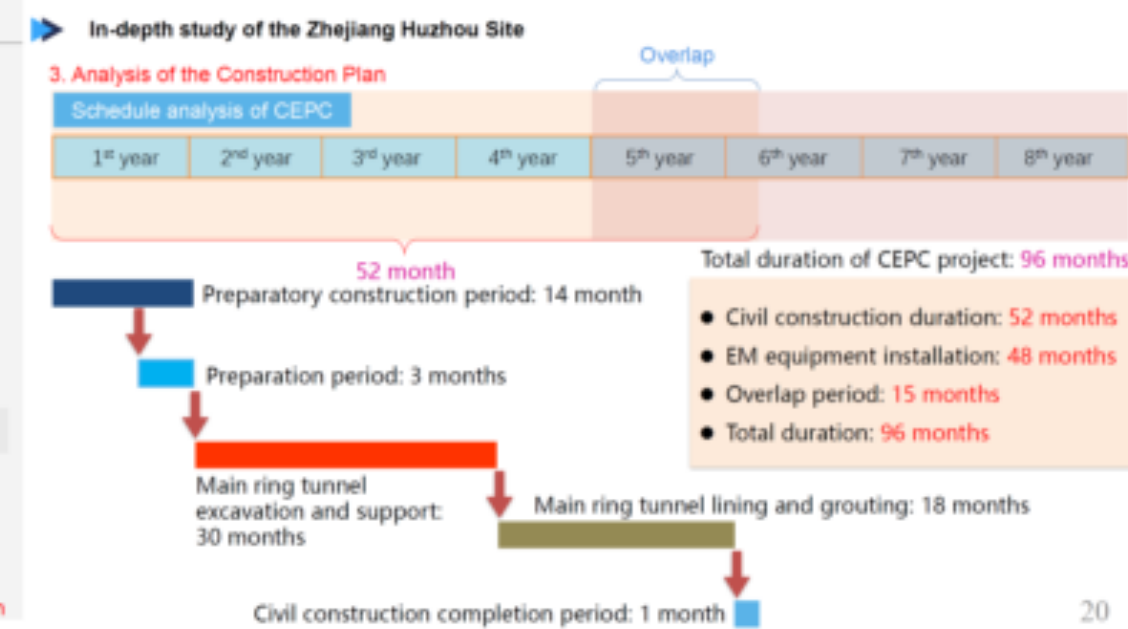 In-depth study of the Zhejiang Huzhou Site
Overlap
3. Analysis of the Construction Plan
Schedule analysis of CEPC
1st year 2nd year 3rd year 4th year 5th year 6th year 7th year 8th year
52 month
Total duration of CEPC project: 96 months
Preparatory construction period: 14 month
● Civil construction duration: 52 months
● EM equipment installation: 48 months
● Overlap period: 15 months
● Total duration: 96 months
Preparation period: 3 months
Main ring tunnel
excavation and support:
30 months
Main ring tunnel lining and grouting: 18 months
Civil construction completion period: 1 month
20